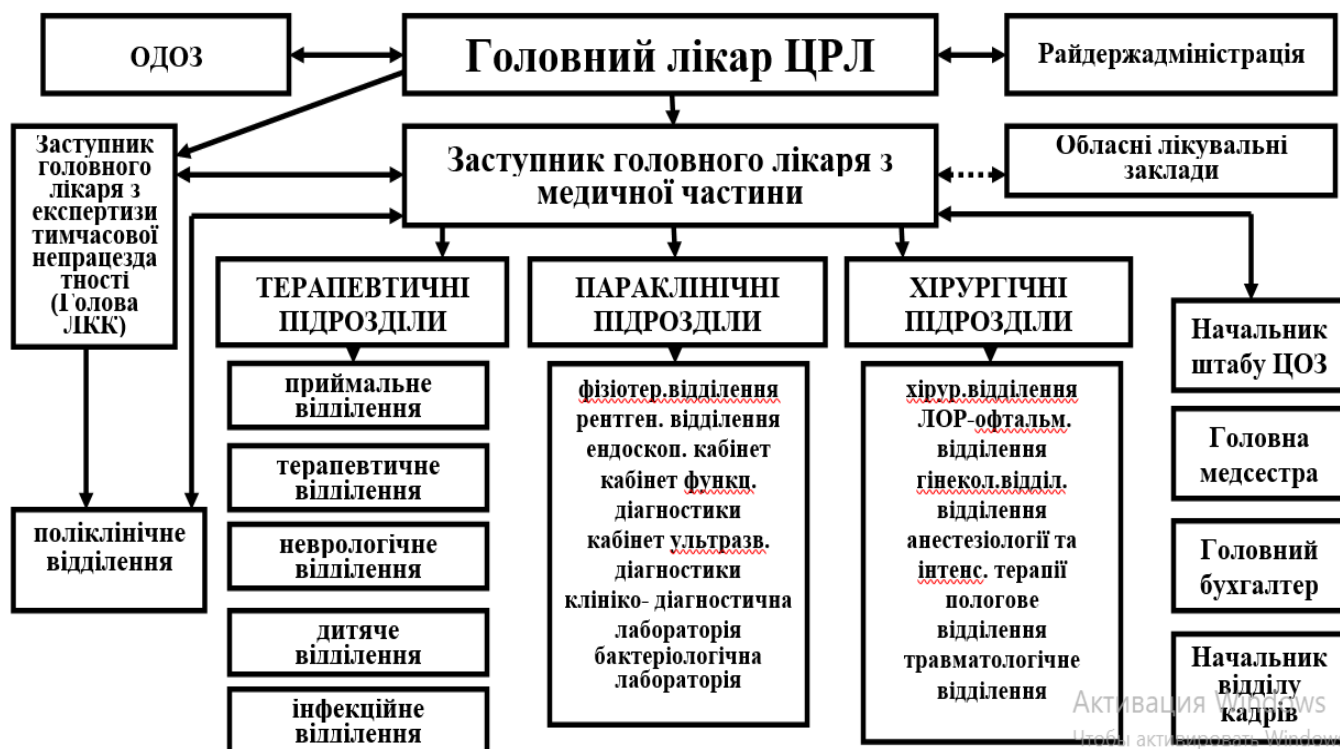 ОДОЗ
Головний лікар ЦРЛ
Райдержадміністрація
Заступник
головного
лікаря з
експертизи
тимчасової
непрацезда
тності
(Голова
ЛКК)
Заступник головного лікаря з
медичної частини
Обласні лікувальні
заклади
ТЕРАПЕВТИЧНІ
ПІДРОЗДІЛИ
ПАРАКЛІНІЧНІ
ПІДРОЗДІЛИ
ХІРУРГІЧНІ
ПІДРОЗДІЛИ
Начальник
штабу ЦОЗ
приймальне
відділення
терапевтичне
відділення
неврологічне
відділення
дитяче
відділення
інфекційне
відділення
фізіотер.відділення
рентген. відділення
ендоскоп. кабінет
кабінет функц.
діагностики
кабінет ультразв.
діагностики
клініко- діагностична
лабораторія
бактеріологічна
лабораторія
хірур.відділення
ЛОР-офтальм.
відділення
гінекол.відділ.
відділення
анестезіології та
інтенс. терапії
пологове
відділення
травматологічне
відділення
Головна
медсестра
поліклінічне
відділення
Головний
бухгалтер
Начальник
відділу
кадрів
Активация Windows
Чтобы активировать Window